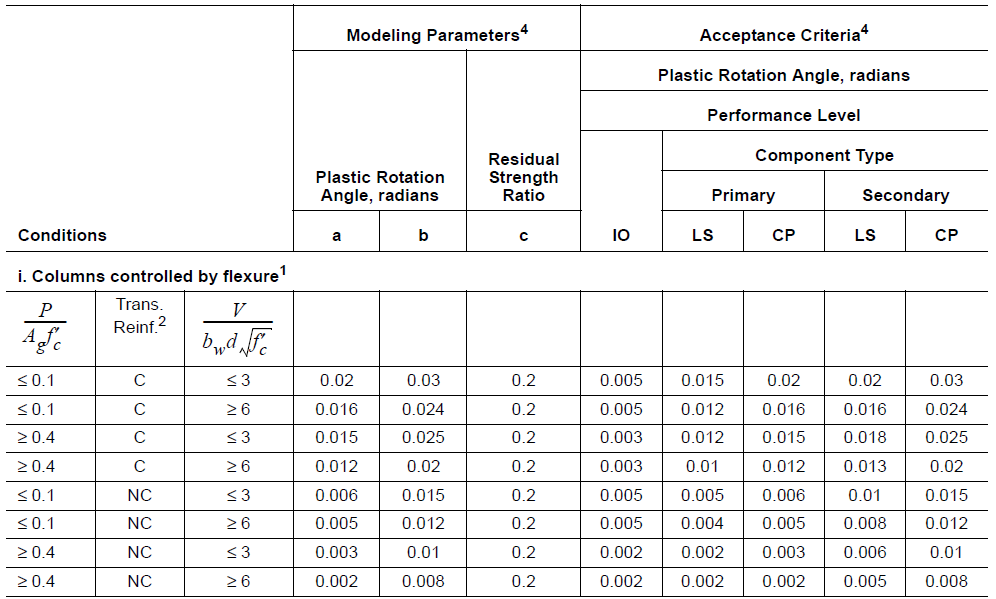 Modeling Parameters4 Acceptance Criteria4
Plastic Rotation Angle, radians
Performance Level
Component Type
Plastic Rotation
Angle, radians
Residual
Strength
Ratio
Primary Secondary
Conditions a b c IO LS CP LS CP
i. Columns controlled by flexure1
P / A_g f'_c
Trans.
Reinf.2
V / b_w d √f'_c
≤ 0.1 C ≤ 3 0.02 0.03 0.2 0.005 0.015 0.02 0.02 0.03
≤ 0.1 C ≥ 6 0.016 0.024 0.2 0.005 0.012 0.016 0.016 0.024
≥ 0.4 C ≤ 3 0.015 0.025 0.2 0.003 0.012 0.015 0.018 0.025
≥ 0.4 C ≥ 6 0.012 0.02 0.2 0.003 0.01 0.012 0.013 0.02
≤ 0.1 NC ≤ 3 0.006 0.015 0.2 0.005 0.005 0.006 0.01 0.015
≤ 0.1 NC ≥ 6 0.005 0.012 0.2 0.005 0.004 0.005 0.008 0.012
≥ 0.4 NC ≤ 3 0.003 0.01 0.2 0.002 0.002 0.003 0.006 0.01
≥ 0.4 NC ≥ 6 0.002 0.008 0.2 0.002 0.002 0.002 0.005 0.008